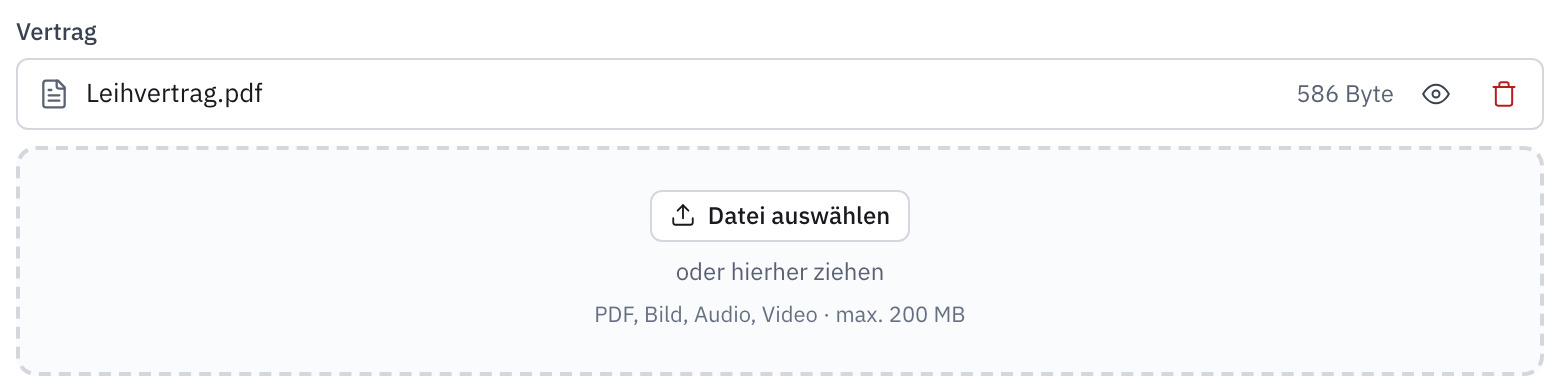 Vertrag
Leihvertrag.pdf 586 Byte
Datei auswählen
oder hierher ziehen
PDF, Bild, Audio, Video · max. 200 MB